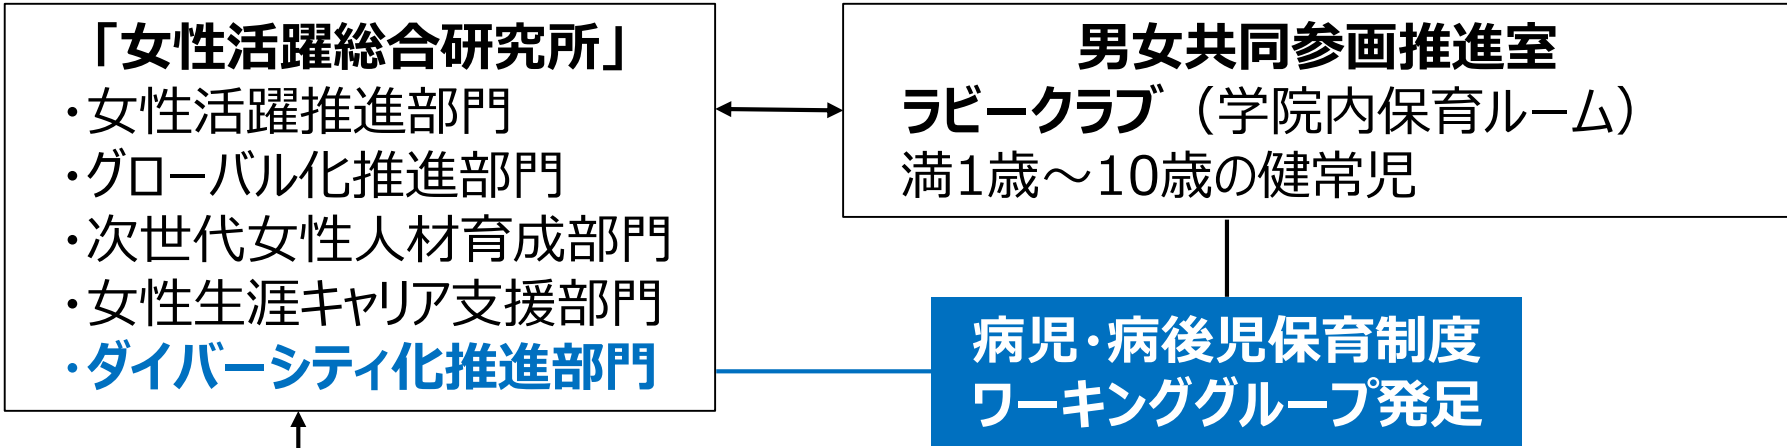 「女性活躍総合研究所」
・女性活躍推進部門
・グローバル化推進部門
・次世代女性人材育成部門
・女性生涯キャリア支援部門
・ダイバーシティ化推進部門
男女共同参画推進室
ラビークラブ（学院内保育ルーム）
満1歳～10歳の健常児
病児・病後児保育制度
ワーキンググループ発足